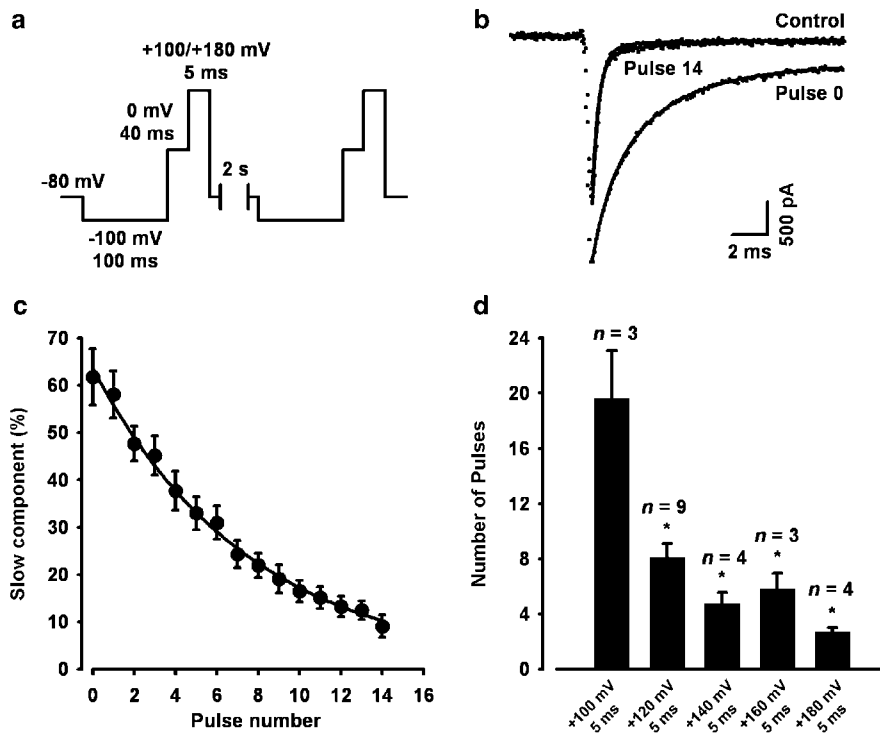 a
+100/+180 mV
5 ms
0 mV
40 ms
2 s
-80 mV
-100 mV
100 ms
b
Control
Pulse 14
Pulse 0
500 pA
2 ms
c
70
60
50
40
30
20
10
0
Slow component (%)
0 2 4 6 8 10 12 14 16
Pulse number
d
24
20
16
12
8
4
0
Number of Pulses
n = 3
n = 9
*
n = 4
*
n = 3
*
n = 4
*
+100 mV
5 ms
+120 mV
5 ms
+140 mV
5 ms
+160 mV
5 ms
+180 mV
5 ms